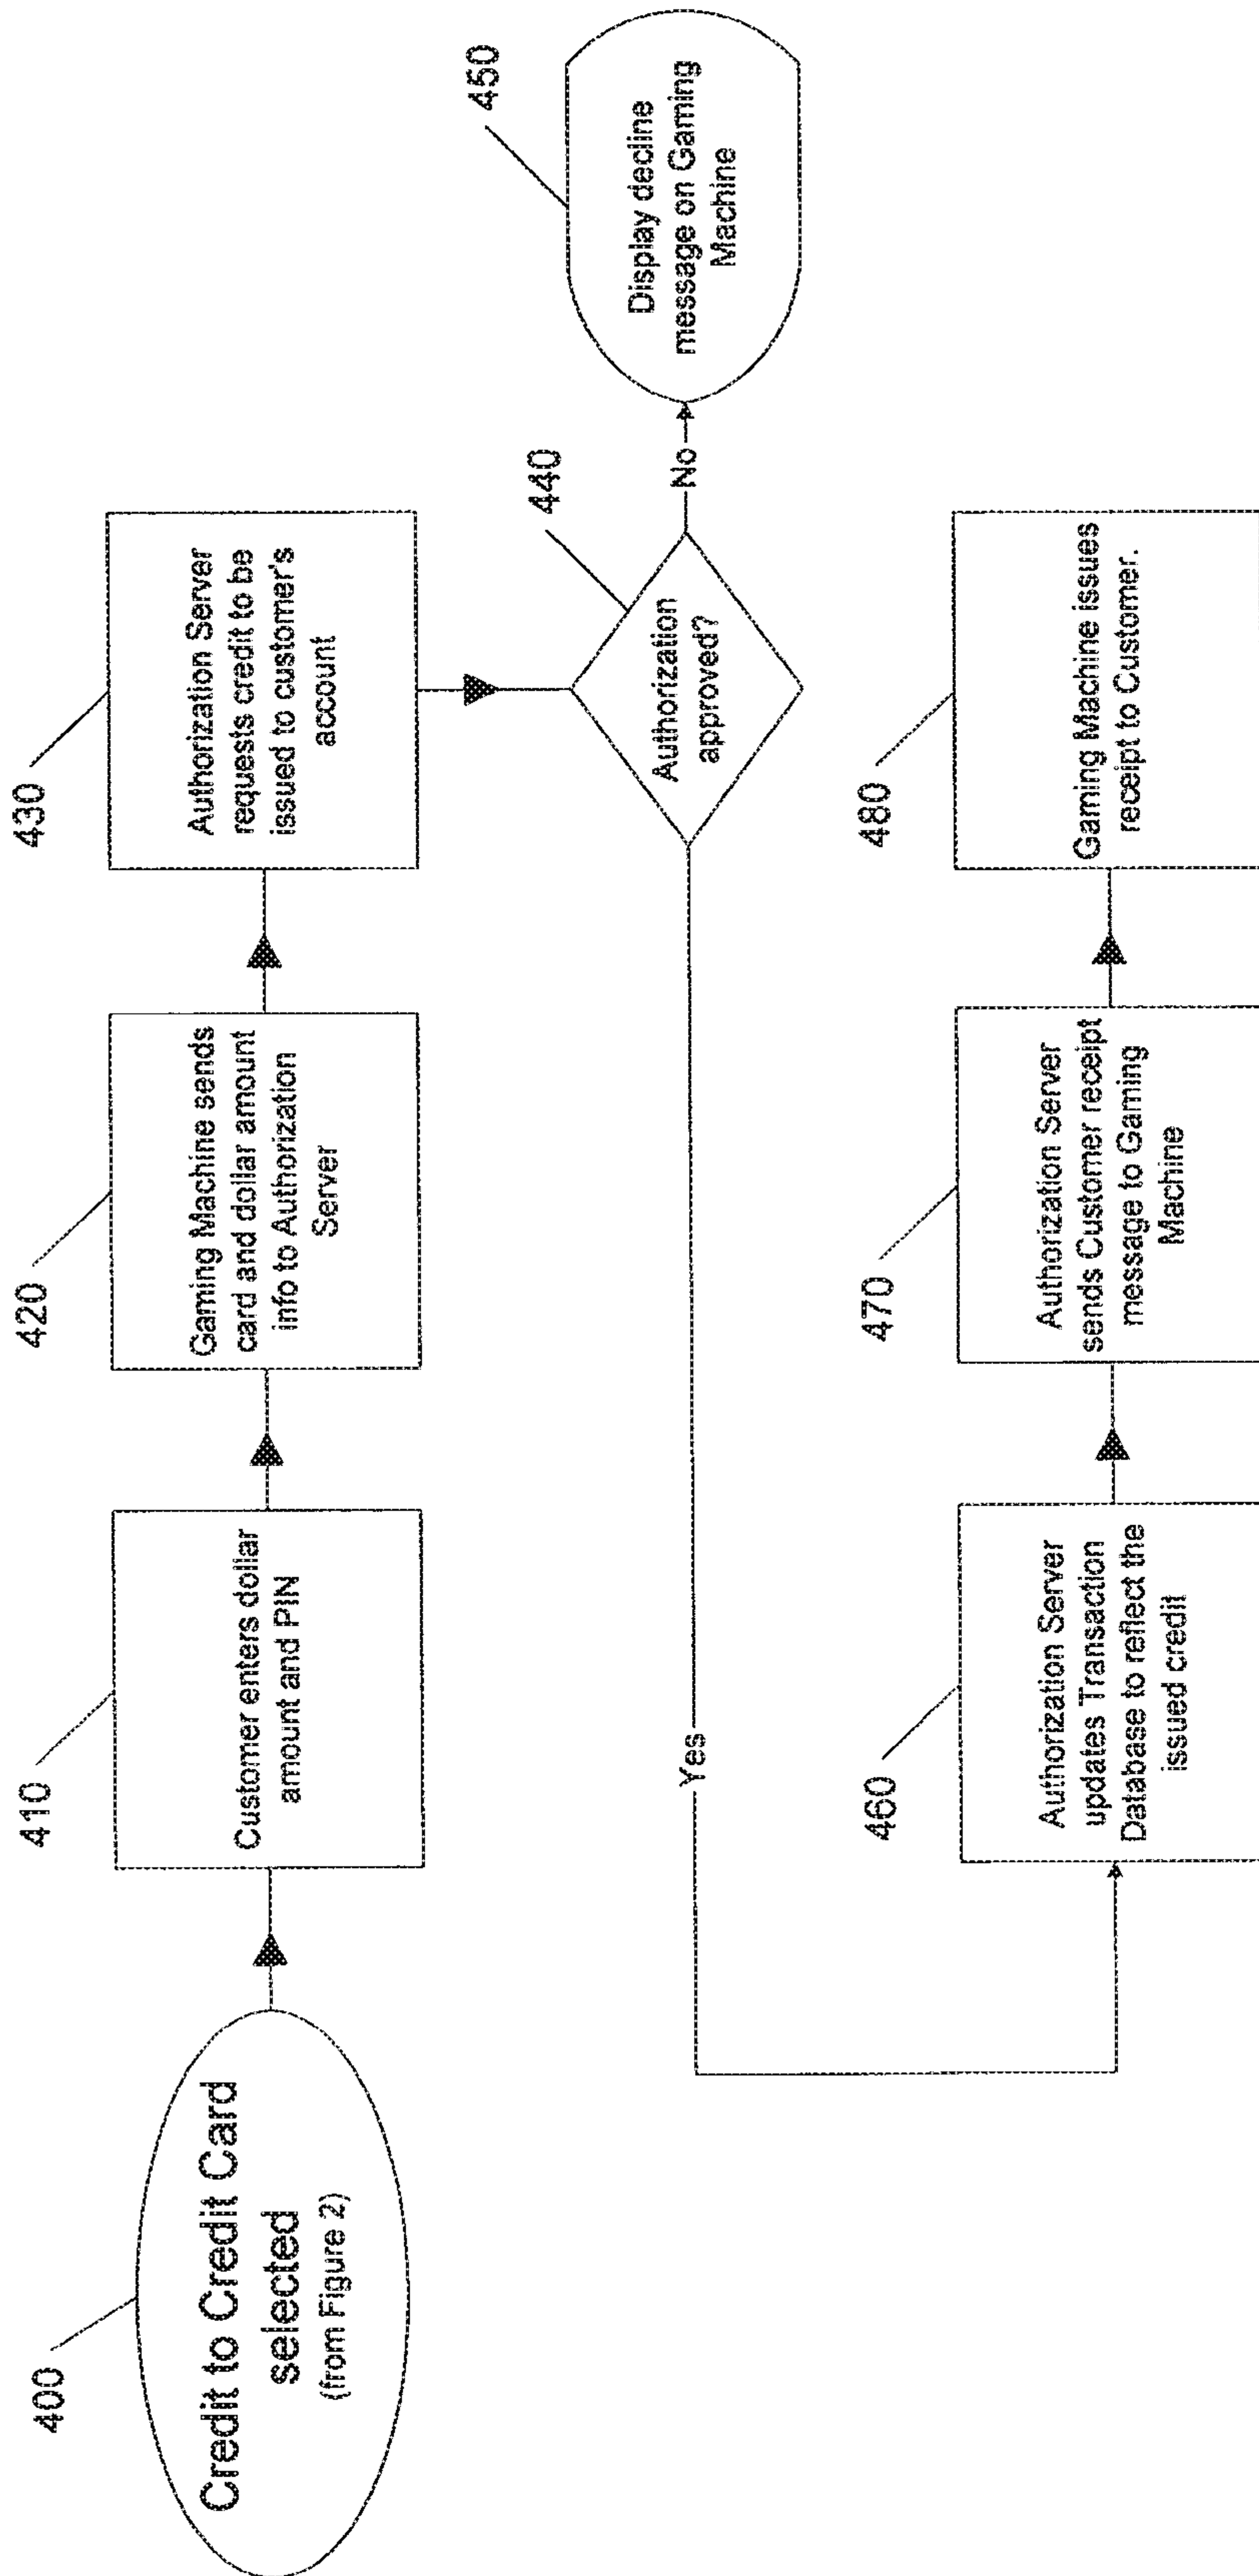 400
Credit to Credit Card
selected
(from Figure 2)
410
Customer enters dollar
amount and PIN
420
Gaming Machine sends
card and dollar amount
info to Authorization
Server
430
Authorization Server
requests credit to be
issued to customer's
account
440
Authorization
approved?
No
450
Display decline
message on Gaming
Machine
Yes
460
Authorization Server
updates Transaction
Database to reflect the
issued credit
470
Authorization Server
sends Customer receipt
message to Gaming
Machine
480
Gaming Machine issues
receipt to Customer.